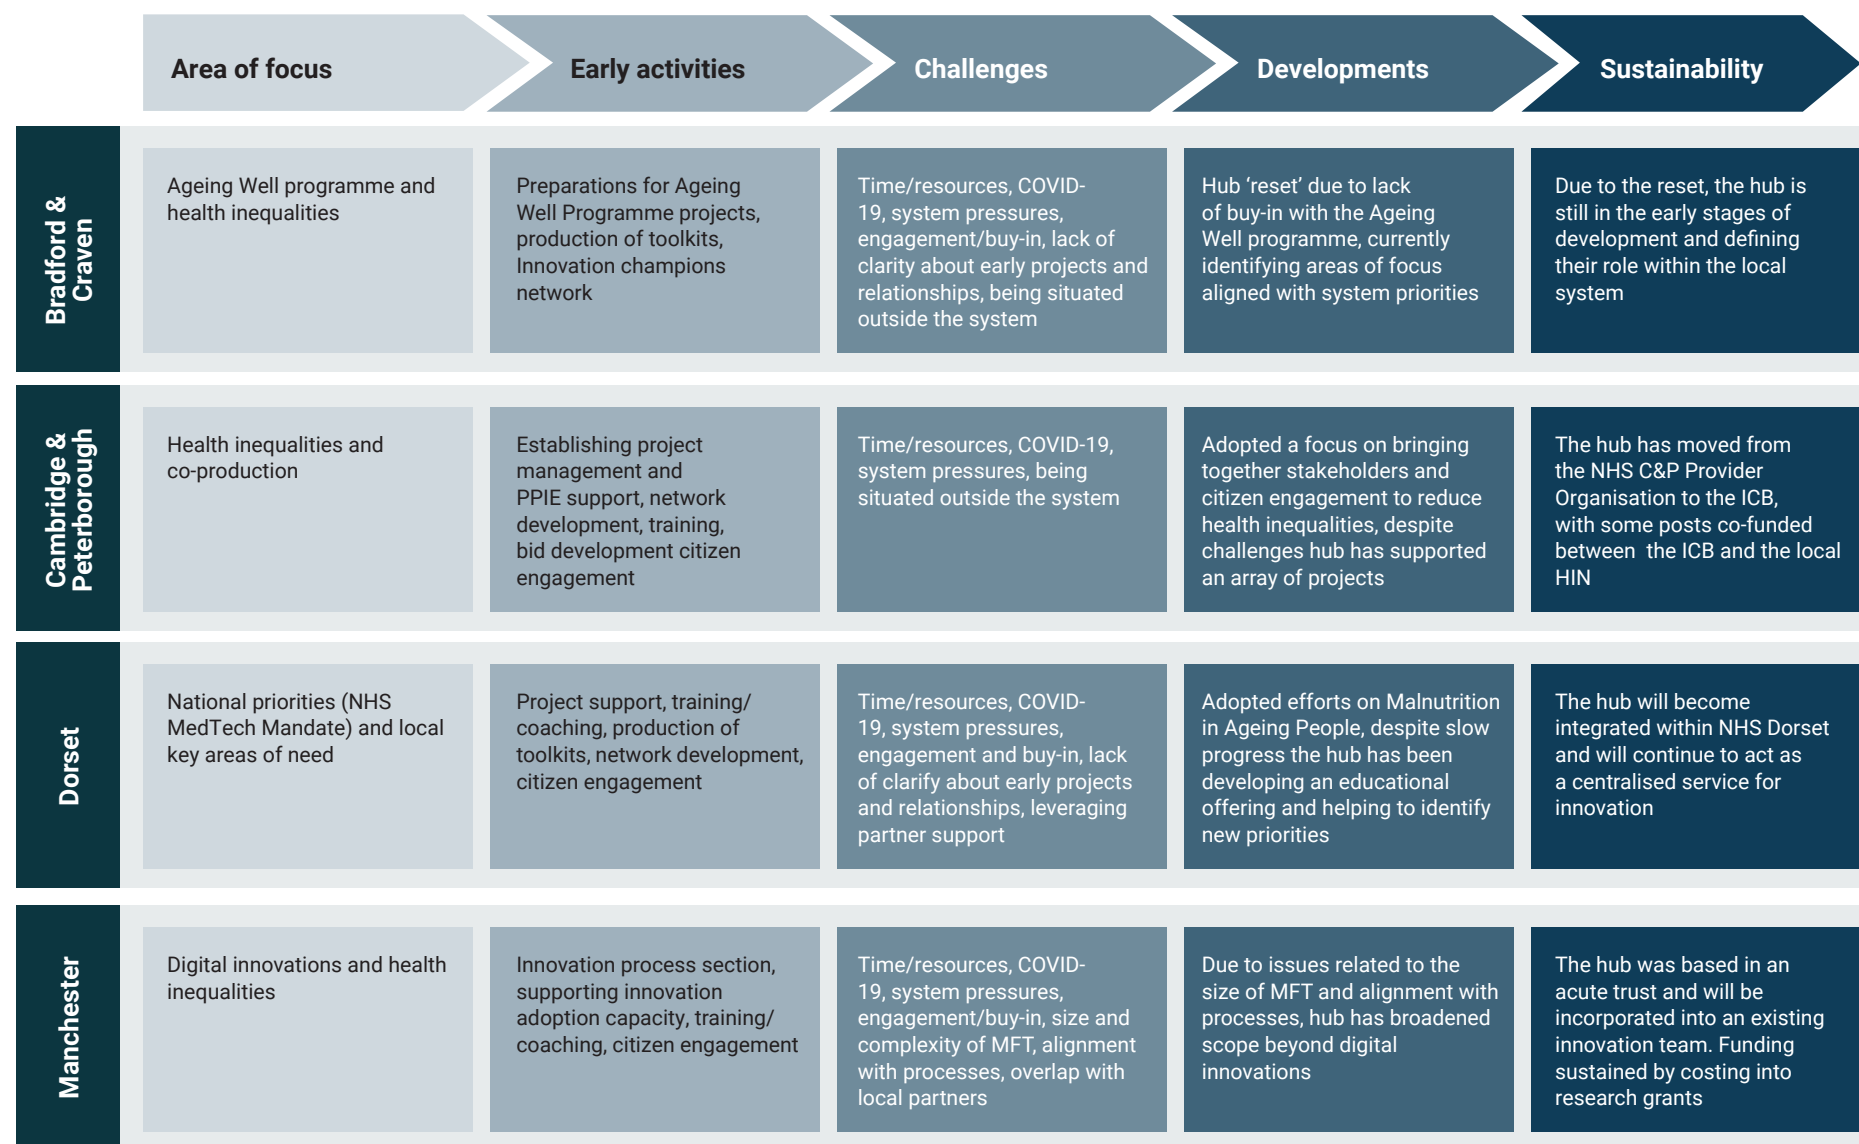 Area of focus
Early activities
Challenges
Developments
Sustainability
Bradford &
Craven
Ageing Well programme and
health inequalities
Preparations for Ageing
Well Programme projects,
production of toolkits,
Innovation champions
network
Time/resources, COVID-
19, system pressures,
engagement/buy-in, lack of
clarity about early projects and
relationships, being situated
outside the system
Hub ‘reset’ due to lack
of buy-in with the Ageing
Well programme, currently
identifying areas of focus
aligned with system priorities
Due to the reset, the hub is
still in the early stages of
development and defining
their role within the local
system
Cambridge &
Peterborough
Health inequalities and
co-production
Establishing project
management and
PPIE support, network
development, training,
bid development citizen
engagement
Time/resources, COVID-19,
system pressures, being
situated outside the system
Adopted a focus on bringing
together stakeholders and
citizen engagement to reduce
health inequalities, despite
challenges hub has supported
an array of projects
The hub has moved from
the NHS C&P Provider
Organisation to the ICB,
with some posts co-funded
between the ICB and the local
HIN
Dorset
National priorities (NHS
MedTech Mandate) and local
key areas of need
Project support, training/
coaching, production of
toolkits, network development,
citizen engagement
Time/resources, COVID-
19, system pressures,
engagement and buy-in, lack
of clarify about early projects
and relationships, leveraging
partner support
Adopted efforts on Malnutrition
in Ageing People, despite slow
progress the hub has been
developing an educational
offering and helping to identify
new priorities
The hub will become
integrated within NHS Dorset
and will continue to act as
a centralised service for
innovation
Manchester
Digital innovations and health
inequalities
Innovation process section,
supporting innovation
adoption capacity, training/
coaching, citizen engagement
Time/resources, COVID-
19, system pressures,
engagement/buy-in, size and
complexity of MFT, alignment
with processes, overlap with
local partners
Due to issues related to the
size of MFT and alignment with
processes, hub has broadened
scope beyond digital
innovations
The hub was based in an
acute trust and will be
incorporated into an existing
innovation team. Funding
sustained by costing into
research grants